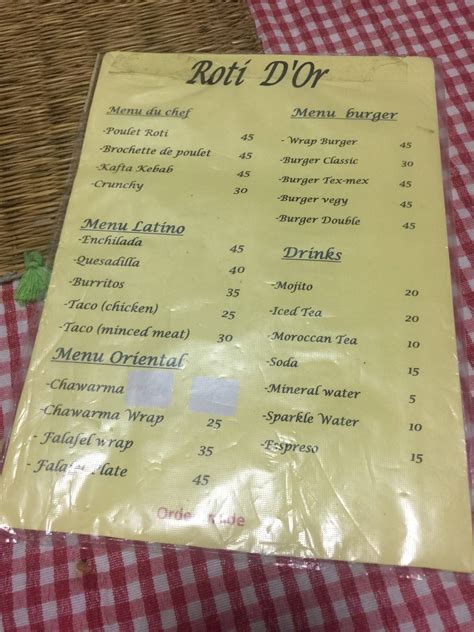 Roti D'Or
Menu du chef
-Poulet Roti 45
-Brochette de poulet 45
-Kafta Kebab 45
-Crunchy 30
Menu Latino
-Enchilada 45
-Quesadilla 40
-Burritos 35
-Taco (chicken) 25
-Taco (minced meat) 30
Menu Oriental
-Chawarma
-Chawarma Wrap 25
- Falafel wrap 35
- Falafel Plate 45
Menu burger
- Wrap Burger 45
-Burger Classic 30
-Burger Tex-mex 45
-Burger vegy 30
-Burger Double 45
Drinks
-Mojito 20
-Iced Tea 20
-Moroccan Tea 10
-Soda 15
-Mineral water 5
-Sparkle Water 10
-Espreso 15